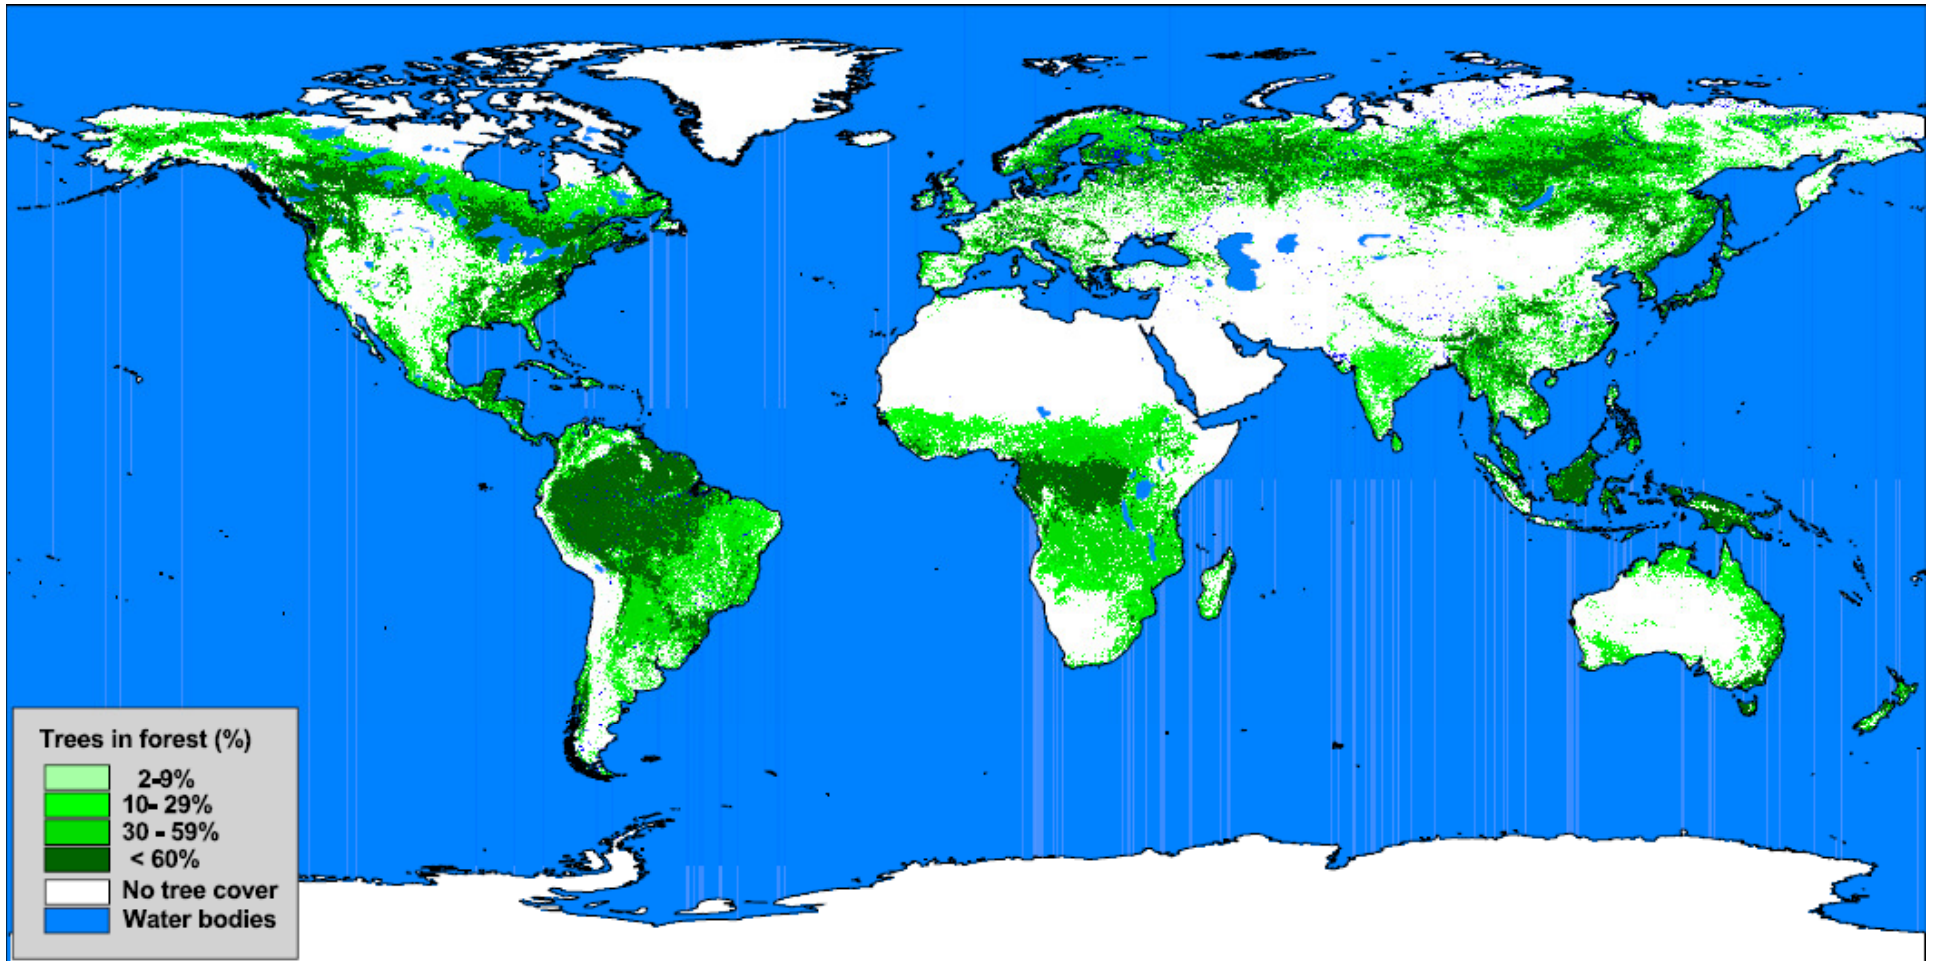 Trees in forest (%)
2-9%
10- 29%
30 - 59%
< 60%
No tree cover
Water bodies